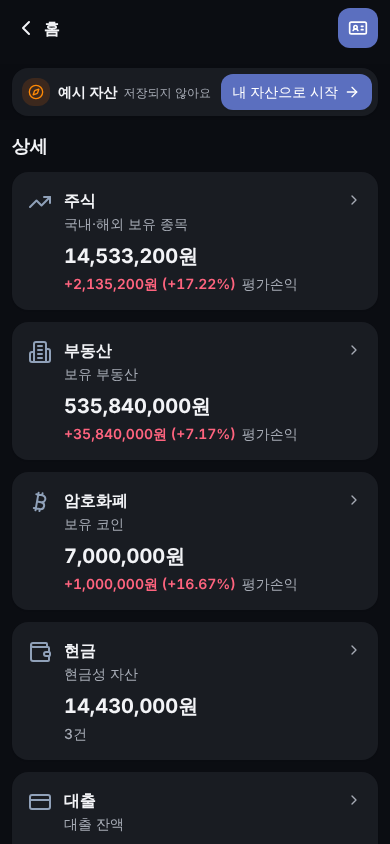 홈
예시 자산 저장되지 않아요 내 자산으로 시작 →
상세
주식
국내·해외 보유 종목
14,533,200원
+2,135,200원 (+17.22%) 평가손익
부동산
보유 부동산
535,840,000원
+35,840,000원 (+7.17%) 평가손익
암호화폐
보유 코인
7,000,000원
+1,000,000원 (+16.67%) 평가손익
현금
현금성 자산
14,430,000원
3건
대출
대출 잔액